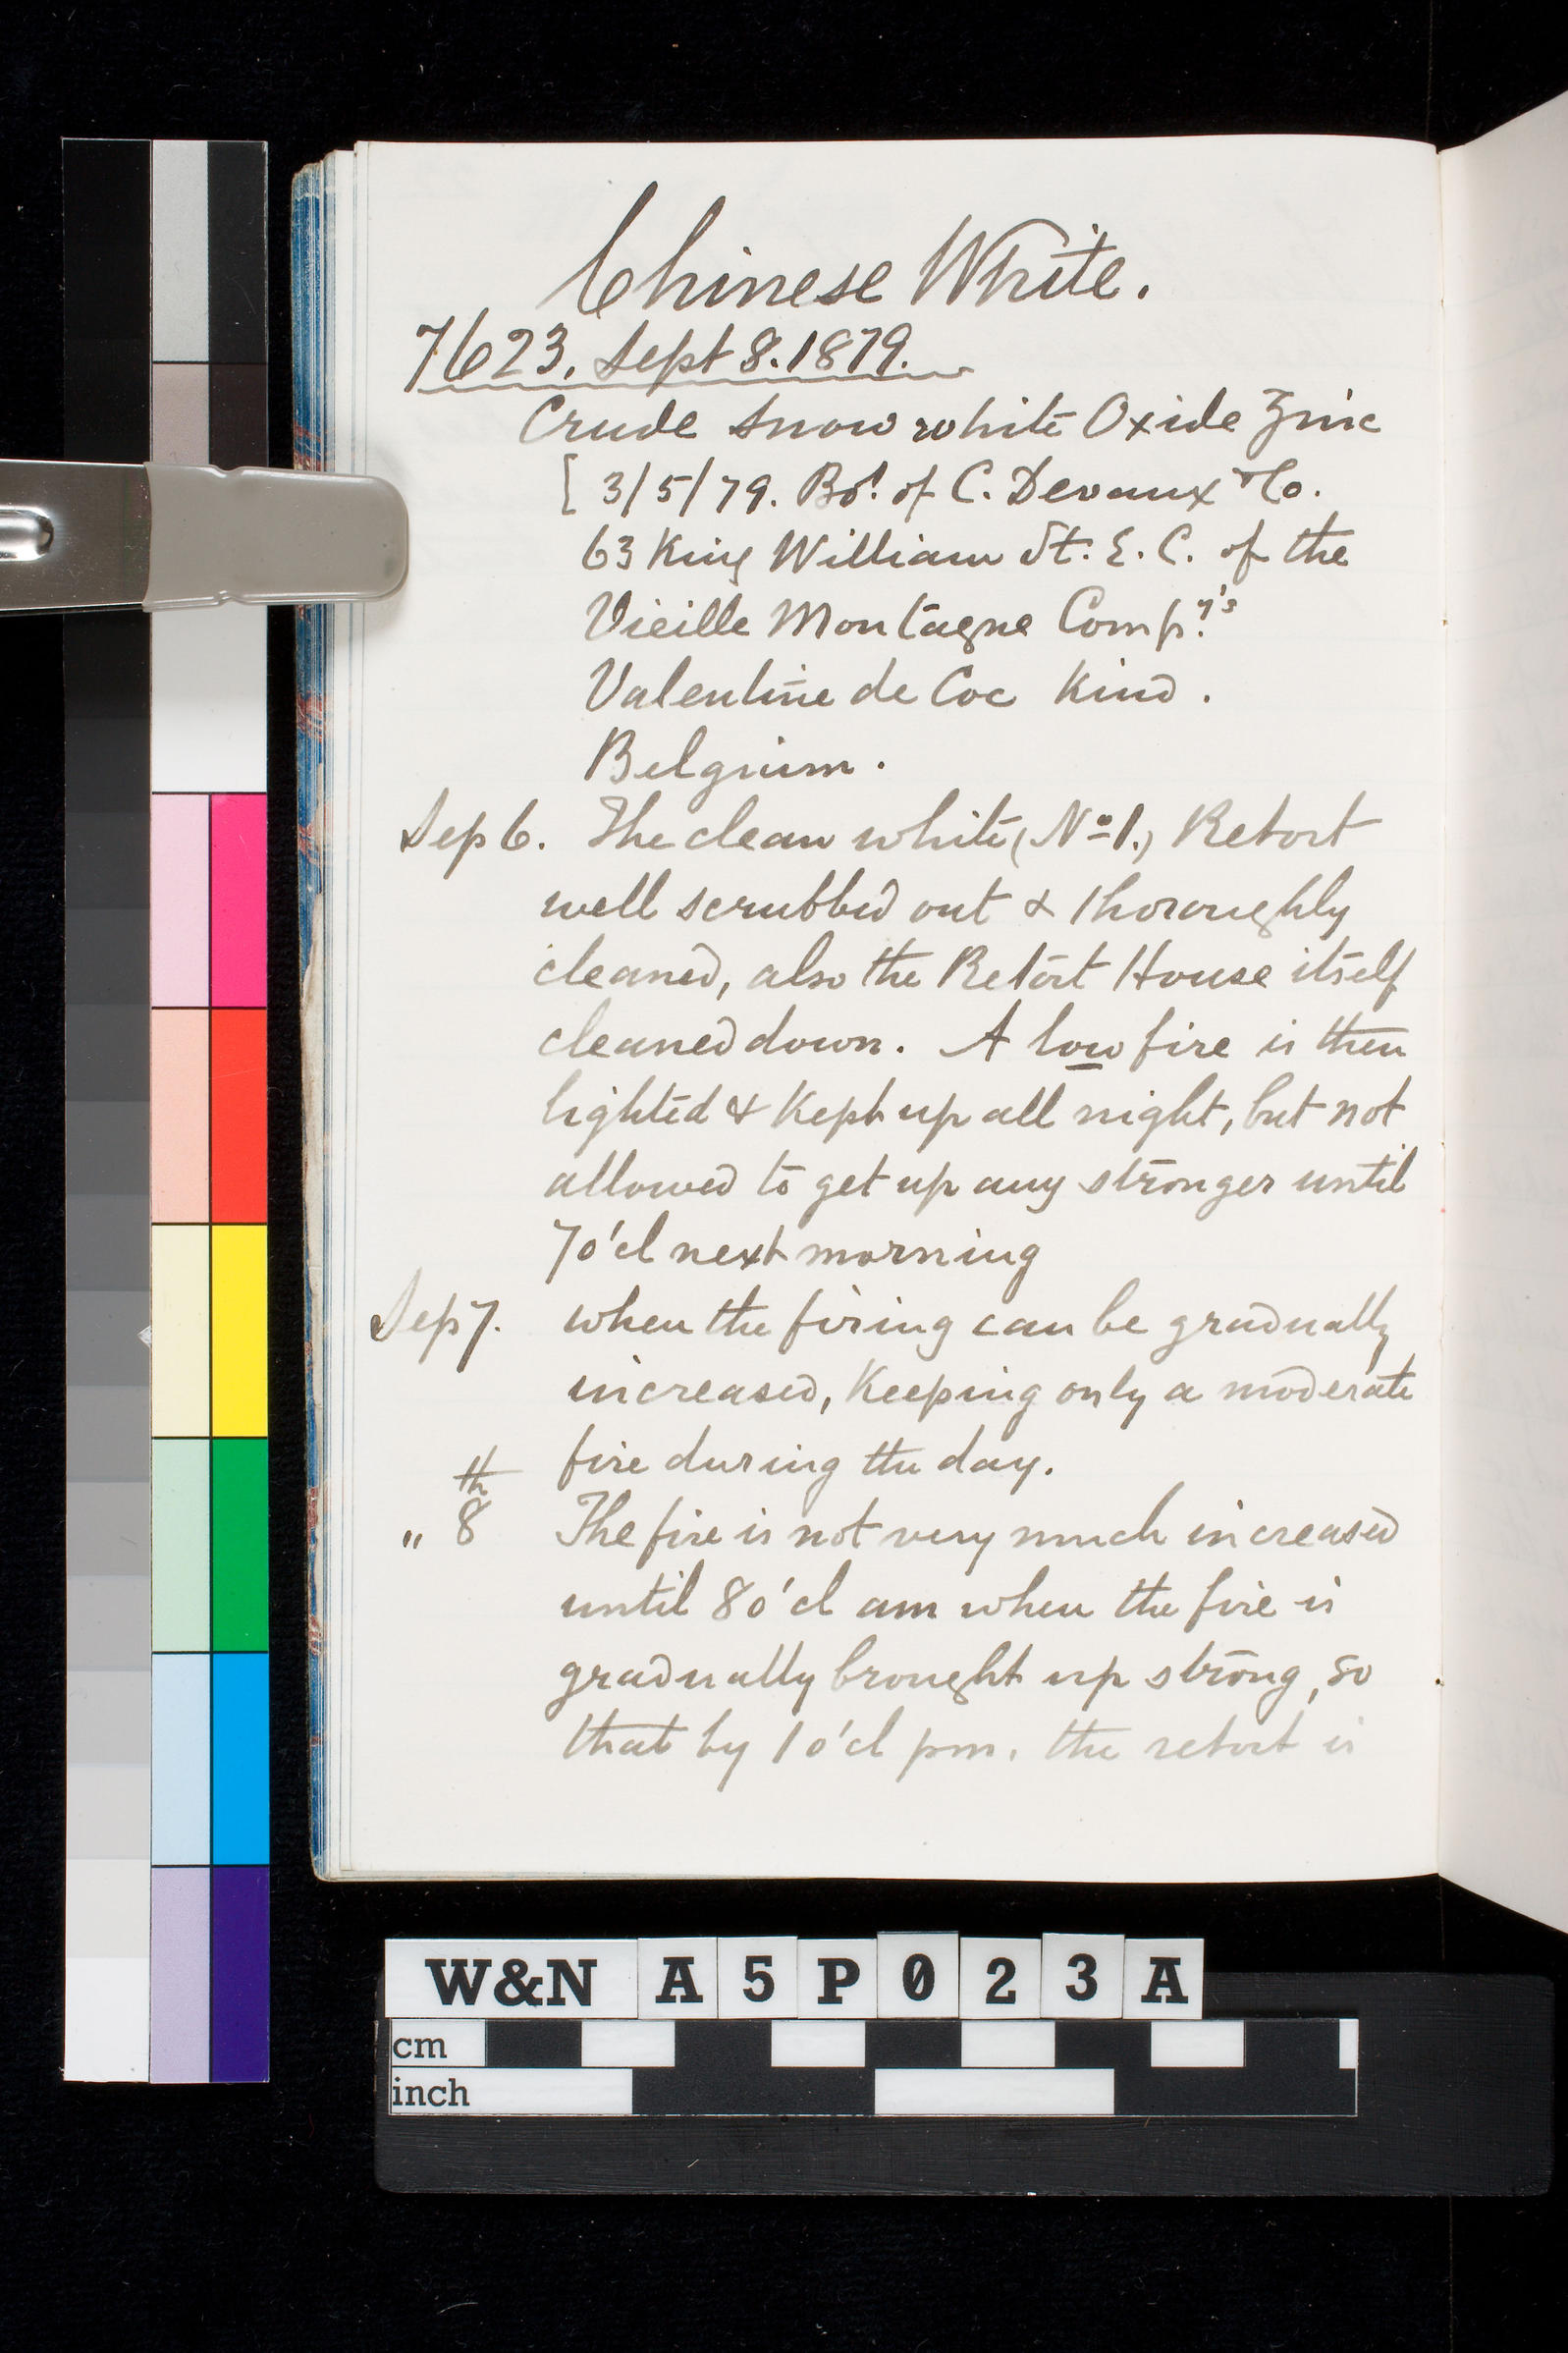 Chinese White.
7623. Sept 8. 1879.
Crude Snow white Oxide Zinc
[ 3/5/79. Bot. of C. Devaux & Co.
63 King William St. E. C. of the
Vieille Montagne Compy's
Valentine de Coc Kind.
Belgium.
Sep 6. The clean white (No 1.) Retort
well scrubbed out & thoroughly
cleaned, also the Retort House itself
cleaned down. A low fire is then
lighted & Kept up all night, but not
allowed to get up any stronger until
7 o'cl next morning
Sep 7. when the firing can be gradually
increased, Keeping only a moderate
fire during the day.
„ 8th The fire is not very much increased
until 8 o'cl am when the fire is
gradually brought up strong, so
that by 1 o'cl pm. the retort is
W&N A5P023A
cm
inch